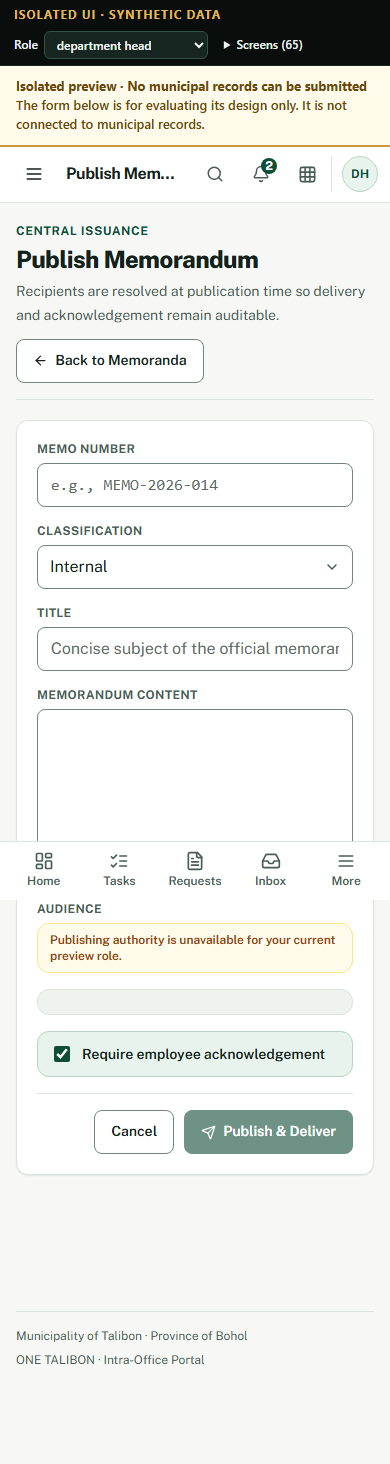 ISOLATED UI · SYNTHETIC DATA
Role department head Screens (65)
Isolated preview · No municipal records can be submitted
The form below is for evaluating its design only. It is not
connected to municipal records.
Publish Mem... 2 DH
CENTRAL ISSUANCE
Publish Memorandum
Recipients are resolved at publication time so delivery
and acknowledgement remain auditable.
Back to Memoranda
MEMO NUMBER
e.g., MEMO-2026-014
CLASSIFICATION
Internal
TITLE
Concise subject of the official memorar
MEMORANDUM CONTENT
Home Tasks Requests Inbox More
AUDIENCE
Publishing authority is unavailable for your current
preview role.
Require employee acknowledgement
Cancel Publish & Deliver
Municipality of Talibon · Province of Bohol
ONE TALIBON · Intra-Office Portal